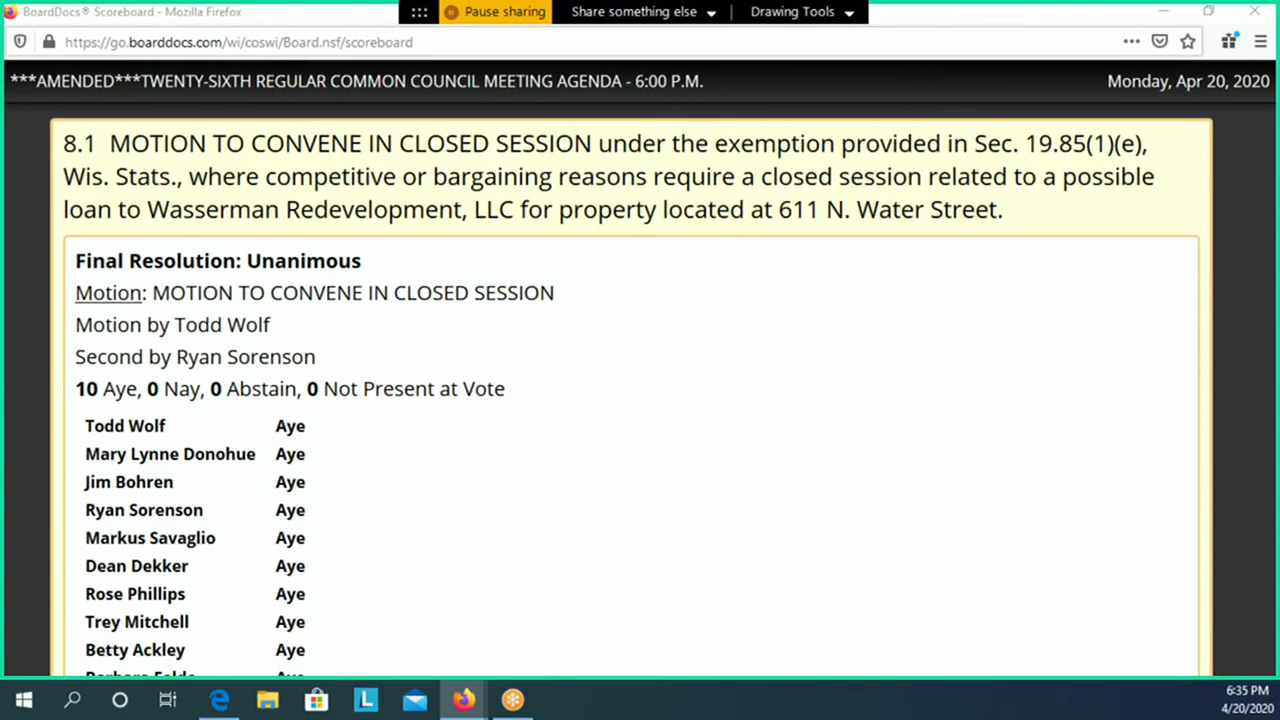 BoardDocs® Scoreboard - Mozilla Firefox
Pause sharing
Share something else
Drawing Tools
https://go.boarddocs.com/wi/coswi/Board.nsf/scoreboard
***AMENDED***TWENTY-SIXTH REGULAR COMMON COUNCIL MEETING AGENDA - 6:00 P.M.
Monday, Apr 20, 2020
8.1 MOTION TO CONVENE IN CLOSED SESSION under the exemption provided in Sec. 19.85(1)(e),
Wis. Stats., where competitive or bargaining reasons require a closed session related to a possible
loan to Wasserman Redevelopment, LLC for property located at 611 N. Water Street.
Final Resolution: Unanimous
Motion: MOTION TO CONVENE IN CLOSED SESSION
Motion by Todd Wolf
Second by Ryan Sorenson
10 Aye, 0 Nay, 0 Abstain, 0 Not Present at Vote
Todd Wolf Aye
Mary Lynne Donohue Aye
Jim Bohren Aye
Ryan Sorenson Aye
Markus Savaglio Aye
Dean Dekker Aye
Rose Phillips Aye
Trey Mitchell Aye
Betty Ackley Aye
L
6:35 PM
4/20/2020